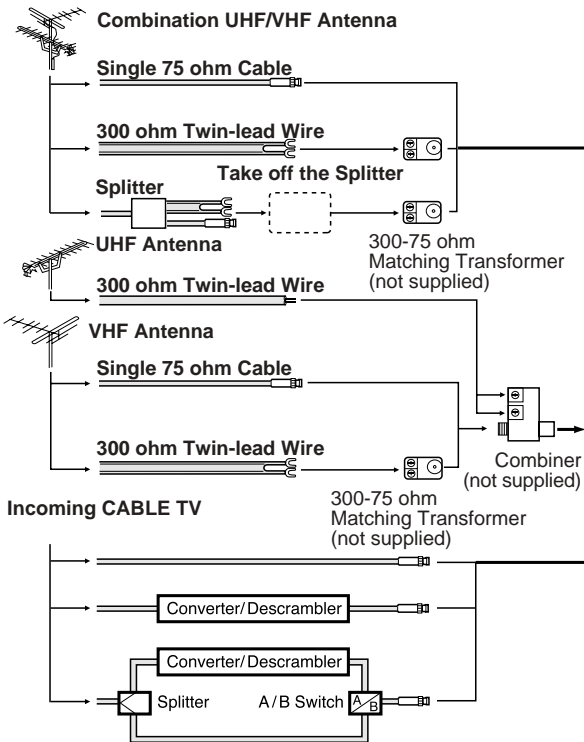 Combination UHF/VHF Antenna
Single 75 ohm Cable
300 ohm Twin-lead Wire
Take off the Splitter
Splitter
UHF Antenna
300-75 ohm
Matching Transformer
(not supplied)
300 ohm Twin-lead Wire
VHF Antenna
Single 75 ohm Cable
300 ohm Twin-lead Wire
Combiner
(not supplied)
300-75 ohm
Matching Transformer
(not supplied)
Incoming CABLE TV
Converter/Descrambler
Converter/Descrambler
Splitter
A/B Switch
A/B